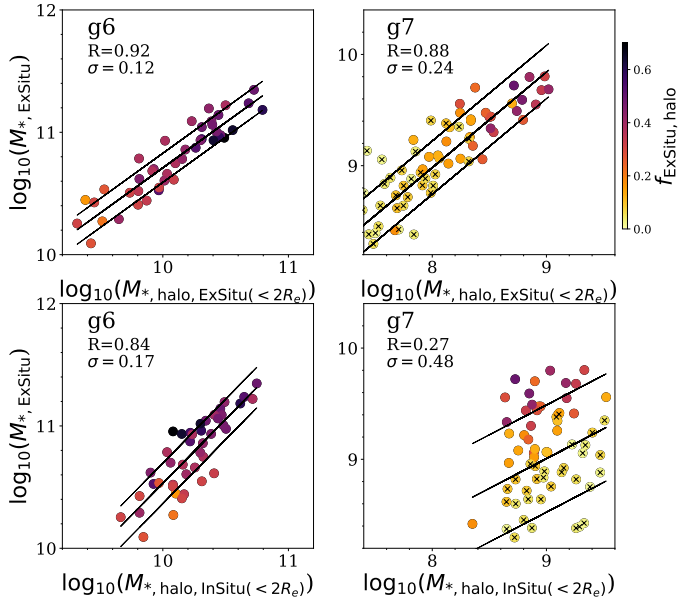 12
g6
R=0.92
σ=0.12
11
10
10
11
log₁₀(M*,ExSitu)
log₁₀(M*,halo,ExSitu(<2Rₑ))
10
g7
R=0.88
σ=0.24
9
8
9
log₁₀(M*,halo,ExSitu(<2Rₑ))
0.6
0.4
0.2
0.0
f ExSitu,halo
12
g6
R=0.84
σ=0.17
11
10
10
11
log₁₀(M*,ExSitu)
log₁₀(M*,halo,InSitu(<2Rₑ))
10
g7
R=0.27
σ=0.48
9
8
9
log₁₀(M*,halo,InSitu(<2Rₑ))